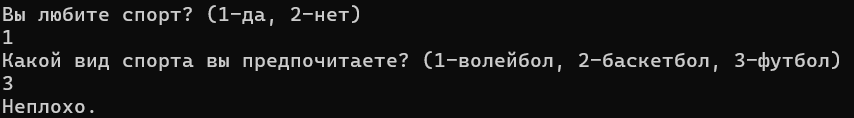 Вы любите спорт? (1-да, 2-нет)
1
Какой вид спорта вы предпочитаете? (1-волейбол, 2-баскетбол, 3-футбол)
3
Неплохо.